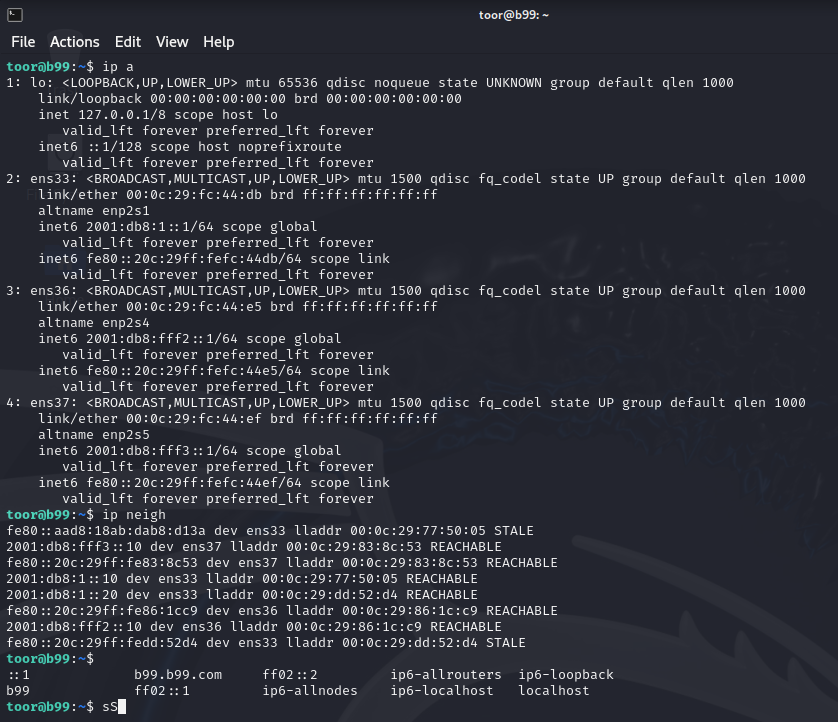 toor@b99: ~
File Actions Edit View Help
toor@b99:~$ ip a
1: lo: <LOOPBACK,UP,LOWER_UP> mtu 65536 qdisc noqueue state UNKNOWN group default qlen 1000
    link/loopback 00:00:00:00:00:00 brd 00:00:00:00:00:00
    inet 127.0.0.1/8 scope host lo
       valid_lft forever preferred_lft forever
    inet6 ::1/128 scope host noprefixroute
       valid_lft forever preferred_lft forever
2: ens33: <BROADCAST,MULTICAST,UP,LOWER_UP> mtu 1500 qdisc fq_codel state UP group default qlen 1000
    link/ether 00:0c:29:fc:44:db brd ff:ff:ff:ff:ff:ff
    altname enp2s1
    inet6 2001:db8:1::1/64 scope global
       valid_lft forever preferred_lft forever
    inet6 fe80::20c:29ff:fefc:44db/64 scope link
       valid_lft forever preferred_lft forever
3: ens36: <BROADCAST,MULTICAST,UP,LOWER_UP> mtu 1500 qdisc fq_codel state UP group default qlen 1000
    link/ether 00:0c:29:fc:44:e5 brd ff:ff:ff:ff:ff:ff
    altname enp2s4
    inet6 2001:db8:fff2::1/64 scope global
       valid_lft forever preferred_lft forever
    inet6 fe80::20c:29ff:fefc:44e5/64 scope link
       valid_lft forever preferred_lft forever
4: ens37: <BROADCAST,MULTICAST,UP,LOWER_UP> mtu 1500 qdisc fq_codel state UP group default qlen 1000
    link/ether 00:0c:29:fc:44:ef brd ff:ff:ff:ff:ff:ff
    altname enp2s5
    inet6 2001:db8:fff3::1/64 scope global
       valid_lft forever preferred_lft forever
    inet6 fe80::20c:29ff:fefc:44ef/64 scope link
       valid_lft forever preferred_lft forever
toor@b99:~$ ip neigh
fe80::aad8:18ab:dab8:d13a dev ens33 lladdr 00:0c:29:77:50:05 STALE
2001:db8:fff3::10 dev ens37 lladdr 00:0c:29:83:8c:53 REACHABLE
fe80::20c:29ff:fe83:8c53 dev ens37 lladdr 00:0c:29:83:8c:53 REACHABLE
2001:db8:1::10 dev ens33 lladdr 00:0c:29:77:50:05 REACHABLE
2001:db8:1::20 dev ens33 lladdr 00:0c:29:dd:52:d4 REACHABLE
fe80::20c:29ff:fe86:1cc9 dev ens36 lladdr 00:0c:29:86:1c:c9 REACHABLE
2001:db8:fff2::10 dev ens36 lladdr 00:0c:29:86:1c:c9 REACHABLE
fe80::20c:29ff:fedd:52d4 dev ens33 lladdr 00:0c:29:dd:52:d4 STALE
toor@b99:~$
::1 b99.b99.com ff02::2 ip6-allrouters ip6-loopback
b99 ff02::1 ip6-allnodes ip6-localhost localhost
toor@b99:~$ sS